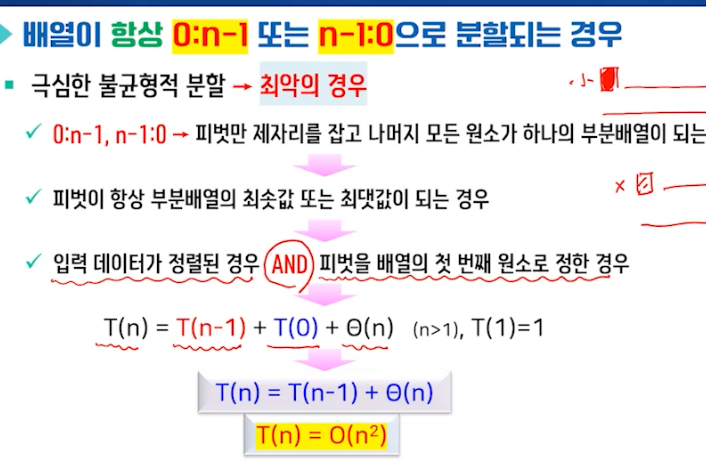 배열이 항상 0:n-1 또는 n-1:0으로 분할되는 경우
극심한 불균형적 분할 → 최악의 경우
0:n-1, n-1:0 → 피벗만 제자리를 잡고 나머지 모든 원소가 하나의 부분배열이 되는
피벗이 항상 부분배열의 최솟값 또는 최댓값이 되는 경우
입력 데이터가 정렬된 경우 AND 피벗을 배열의 첫 번째 원소로 정한 경우
T(n) = T(n-1) + T(0) + Θ(n) (n>1), T(1)=1
T(n) = T(n-1) + Θ(n)
T(n) = O(n²)